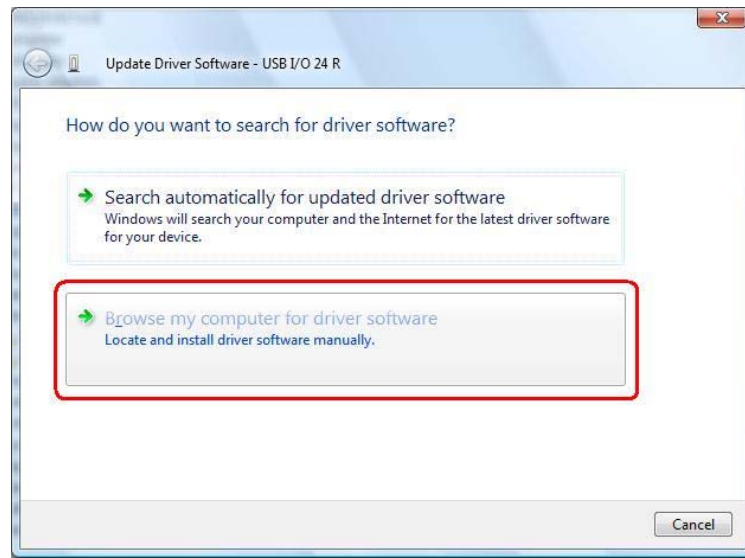 Update Driver Software - USB I/O 24 R
How do you want to search for driver software?
Search automatically for updated driver software
Windows will search your computer and the Internet for the latest driver software
for your device.
Browse my computer for driver software
Locate and install driver software manually.
Cancel